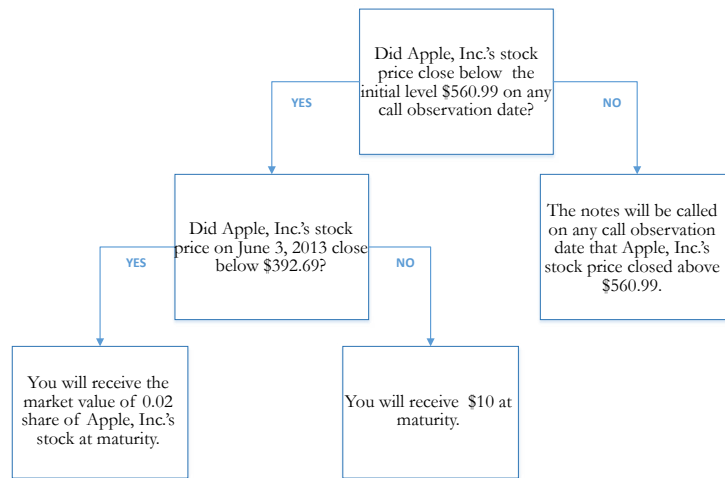 Did Apple, Inc.'s stock
price close below the
initial level $560.99 on any
call observation date?
YES
NO
Did Apple, Inc.'s stock
price on June 3, 2013 close
below $392.69?
The notes will be called
on any call observation
date that Apple, Inc.'s
stock price closed above
$560.99.
YES
NO
You will receive the
market value of 0.02
share of Apple, Inc.'s
stock at maturity.
You will receive $10 at
maturity.